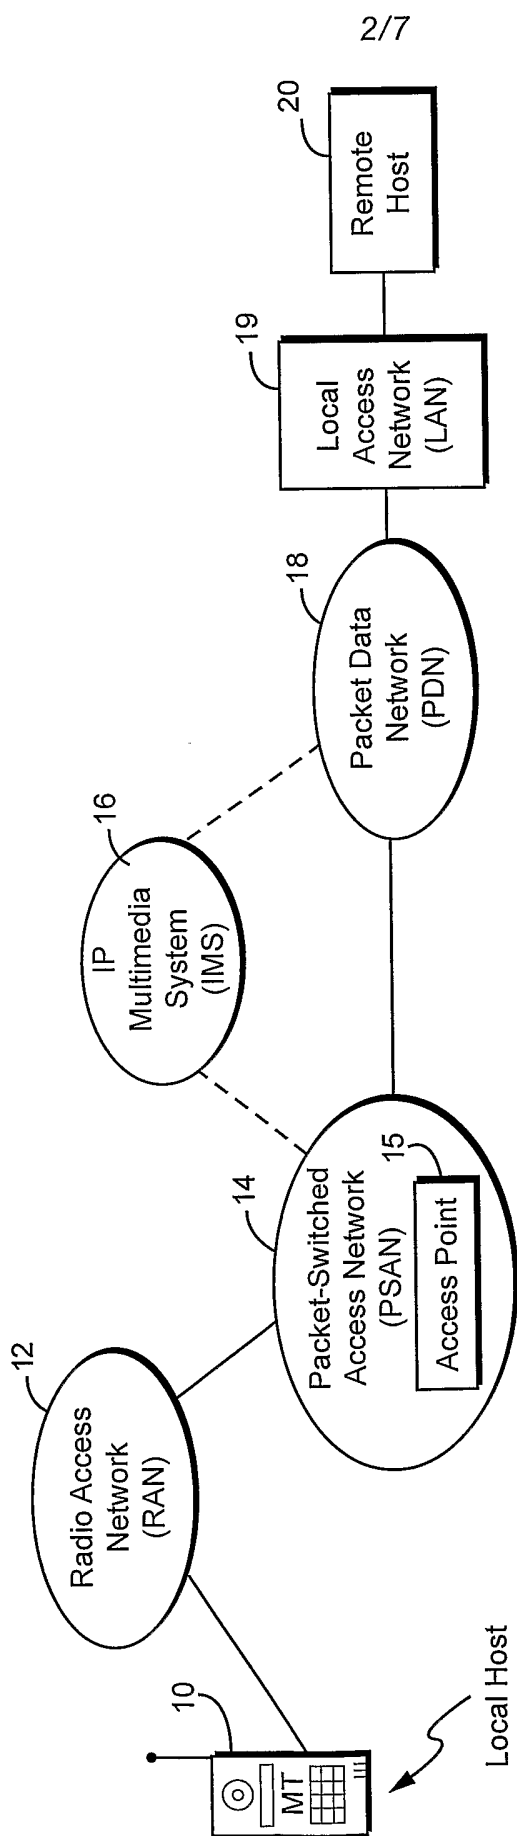 2/7
10
MT
Local Host
12
Radio Access
Network
(RAN)
14
Packet-Switched
Access Network
(PSAN)
15
Access Point
16
IP
Multimedia
System
(IMS)
18
Packet Data
Network
(PDN)
19
Local
Access
Network
(LAN)
20
Remote
Host